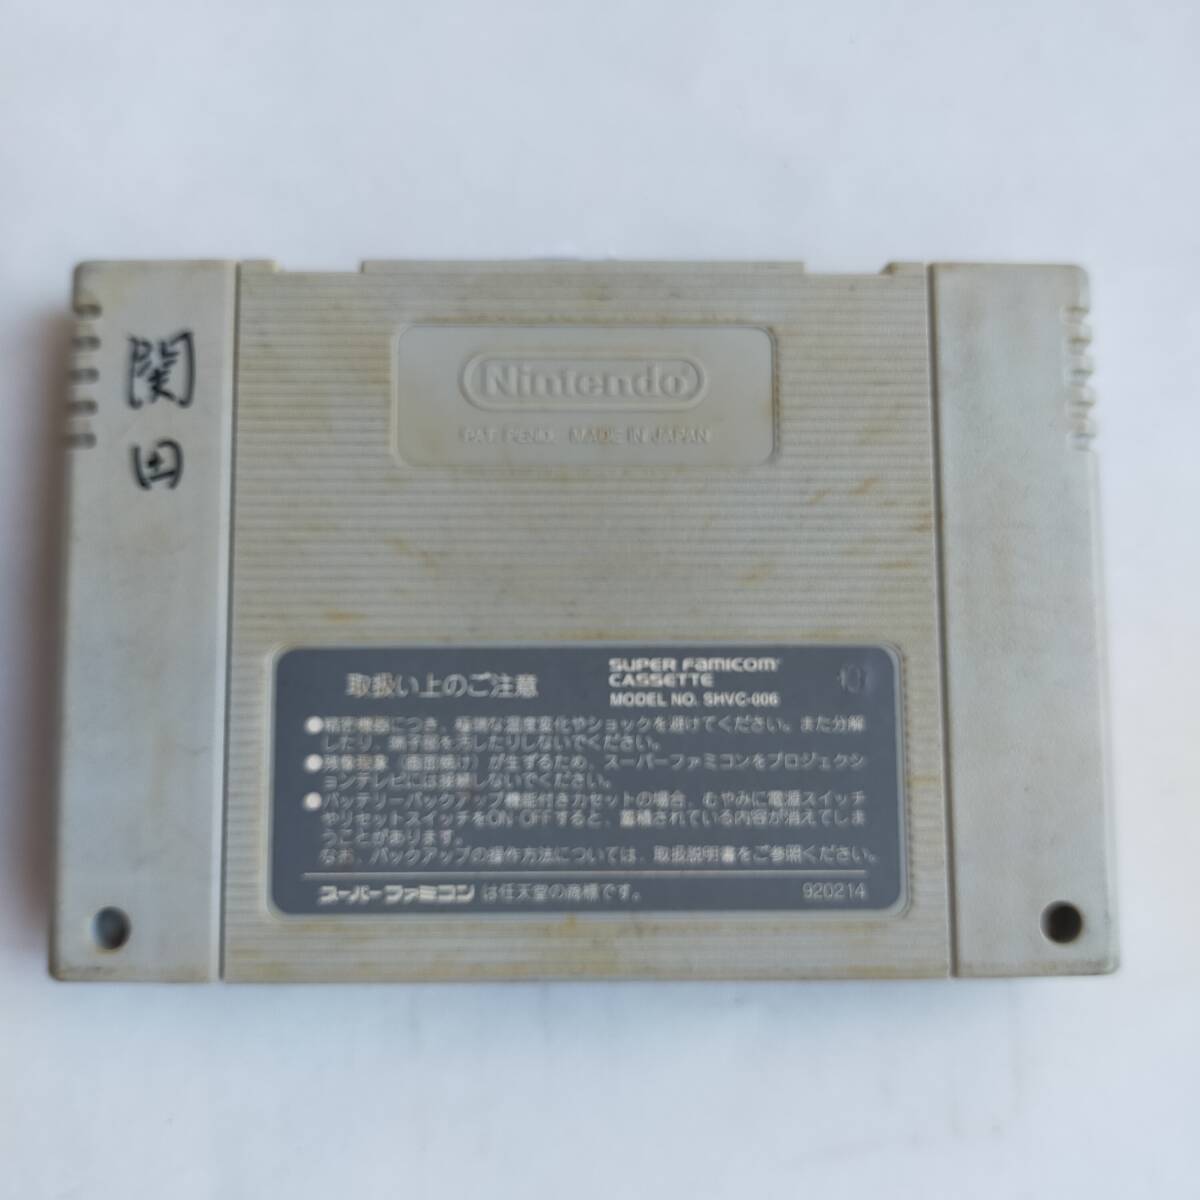 関田
Nintendo®
PAT. PEND. MADE IN JAPAN
取扱い上のご注意
SUPER FAMICOM
CASSETTE
MODEL NO. SHVC-006
●精密機器につき、極端な温度変化やショックを避けてください。また分解
したり、端子部を汚したりしないでください。
●残像現象（画面焼け）が生ずるため、スーパーファミコンをプロジェクシ
ョンテレビには接続しないでください。
●バッテリーバックアップ機能付きカセットの場合、むやみに電源スイッチ
やリセットスイッチをON OFFすると、蓄積されている内容が消えてしま
うことがあります。
なお、バックアップの操作方法については、取扱説明書をご参照ください。
スーパーファミコンは任天堂の商標です。
920214